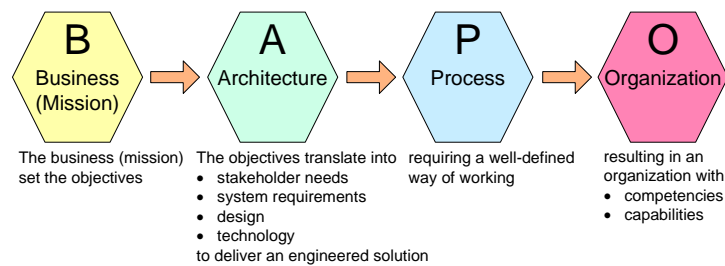 B
Business
(Mission)
A
Architecture
P
Process
O
Organization
The business (mission)
set the objectives
The objectives translate into
• stakeholder needs
• system requirements
• design
• technology
to deliver an engineered solution
requiring a well-defined
way of working
resulting in an
organization with
• competencies
• capabilities